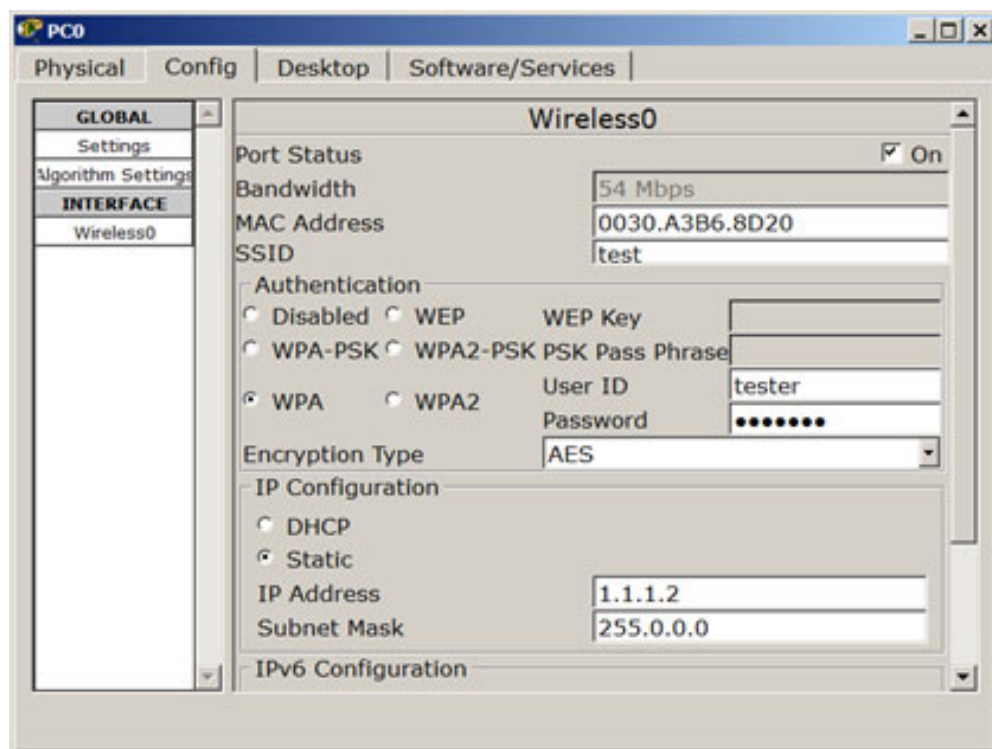 PC0
Physical Config Desktop Software/Services
GLOBAL
Settings
Algorithm Settings
INTERFACE
Wireless0
Wireless0
Port Status On
Bandwidth 54 Mbps
MAC Address 0030.A3B6.8D20
SSID test
Authentication
Disabled WEP WEP Key
WPA-PSK WPA2-PSK PSK Pass Phrase
WPA WPA2
User ID tester
Password •••••••
Encryption Type AES
IP Configuration
DHCP
Static
IP Address 1.1.1.2
Subnet Mask 255.0.0.0
IPv6 Configuration